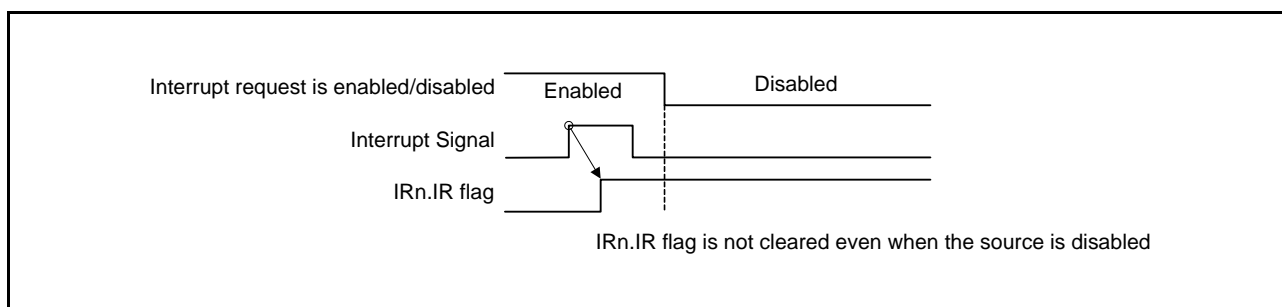 Interrupt request is enabled/disabled
Enabled
Disabled
Interrupt Signal
IRn.IR flag
IRn.IR flag is not cleared even when the source is disabled